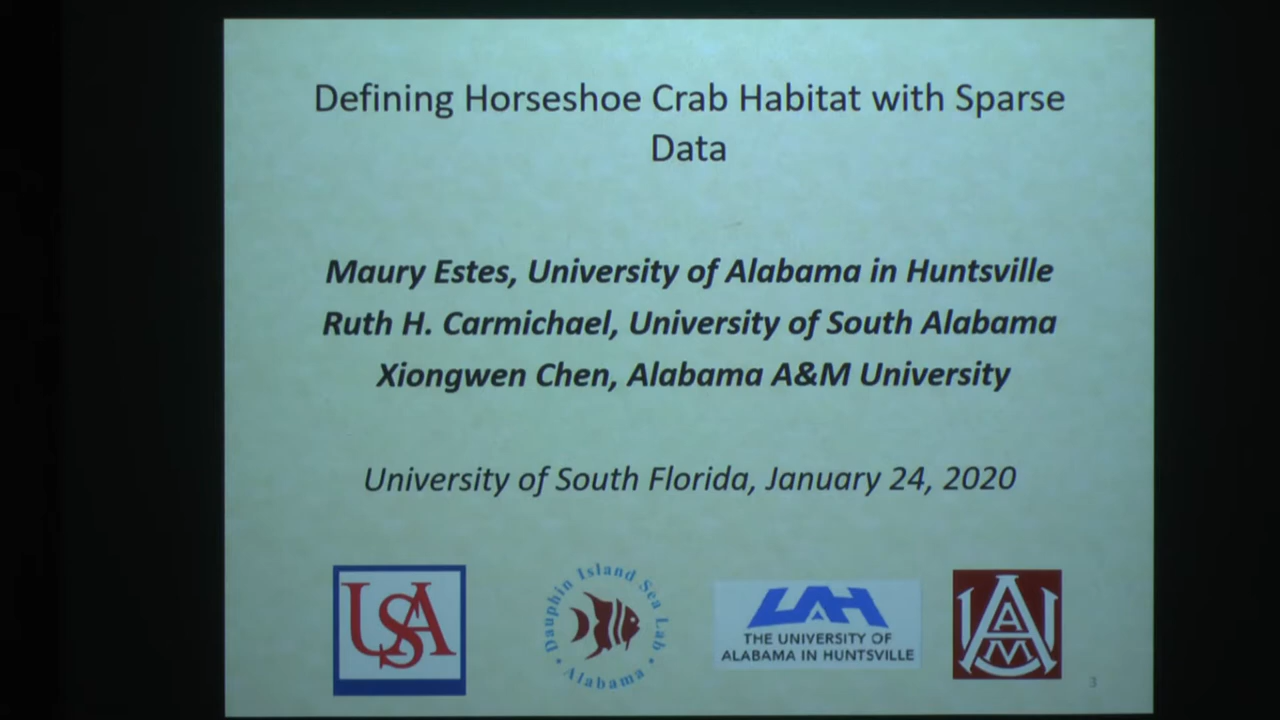 Defining Horseshoe Crab Habitat with Sparse
Data
Maury Estes, University of Alabama in Huntsville
Ruth H. Carmichael, University of South Alabama
Xiongwen Chen, Alabama A&M University
University of South Florida, January 24, 2020
USA
Dauphin Island Sea Lab
• Alabama •
UAH
THE UNIVERSITY OF
ALABAMA IN HUNTSVILLE
AAM
3